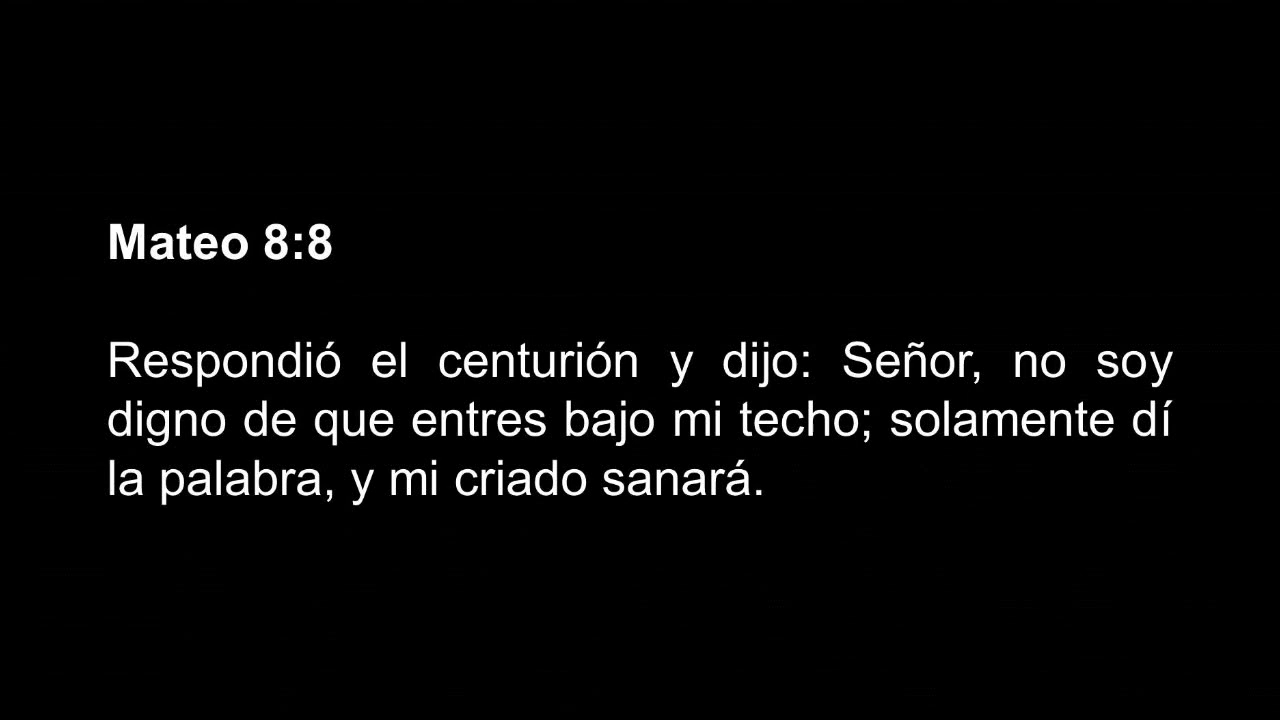 Mateo 8:8
Respondió el centurión y dijo: Señor, no soy
digno de que entres bajo mi techo; solamente dí
la palabra, y mi criado sanará.